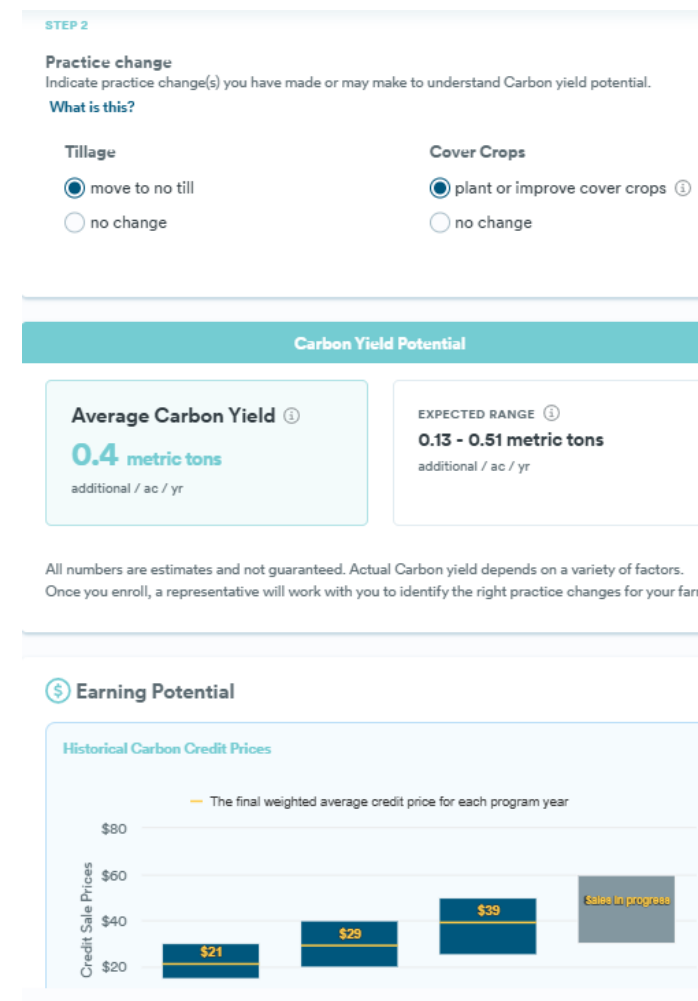 STEP 2
Practice change
Indicate practice change(s) you have made or may make to understand Carbon yield potential.
What is this?
Tillage
Cover Crops
move to no till
plant or improve cover crops
no change
no change
Carbon Yield Potential
Average Carbon Yield
0.4 metric tons
additional / ac / yr
EXPECTED RANGE
0.13 - 0.51 metric tons
additional / ac / yr
All numbers are estimates and not guaranteed. Actual Carbon yield depends on a variety of factors.
Once you enroll, a representative will work with you to identify the right practice changes for your
$ Earning Potential
Historical Carbon Credit Prices
The final weighted average credit price for each program year
$80
$60
$40
$20
Credit Sale Prices
$21
$29
$39
Sales in progress